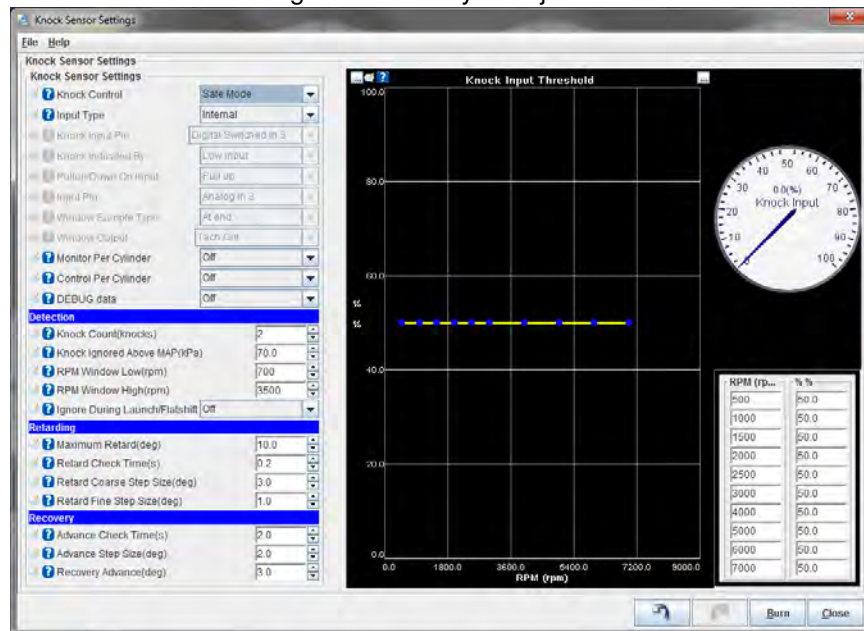 Knock Sensor Settings
File Help
Knock Sensor Settings
Knock Sensor Settings
Knock Control Safe Mode
Input Type Internal
Knock Input Pin Digital Switched In 3
Knock Indicated By Low input
Pullup/Down On Input Pull up
Input Pin Analog in 3
Window Sample Type At end
Window Output Tach Out
Monitor Per Cylinder Off
Control Per Cylinder Off
DEBUG data Off
Detection
Knock Count(knocks) 2
Knock Ignored Above MAP(kPa) 70.0
RPM Window Low(rpm) 700
RPM Window High(rpm) 3500
Ignore During Launch/Flatshift Off
Retarding
Maximum Retard(deg) 10.0
Retard Check Time(s) 0.2
Retard Coarse Step Size(deg) 3.0
Retard Fine Step Size(deg) 1.0
Recovery
Advance Check Time(s) 2.0
Advance Step Size(deg) 2.0
Recovery Advance(deg) 3.0
Knock Input Threshold
100.0
80.0
60.0
%
%
40.0
20.0
0.0
0.0 1800.0 3600.0 5400.0 7200.0 9000.0
RPM (rpm)
0 10 20 30 40 50 60 70 80 90 100
0.0(%)
Knock Input
RPM (rp... % %
500 50.0
1000 50.0
1500 50.0
2000 50.0
2500 50.0
3000 50.0
4000 50.0
5000 50.0
6000 50.0
7000 50.0
Burn Close